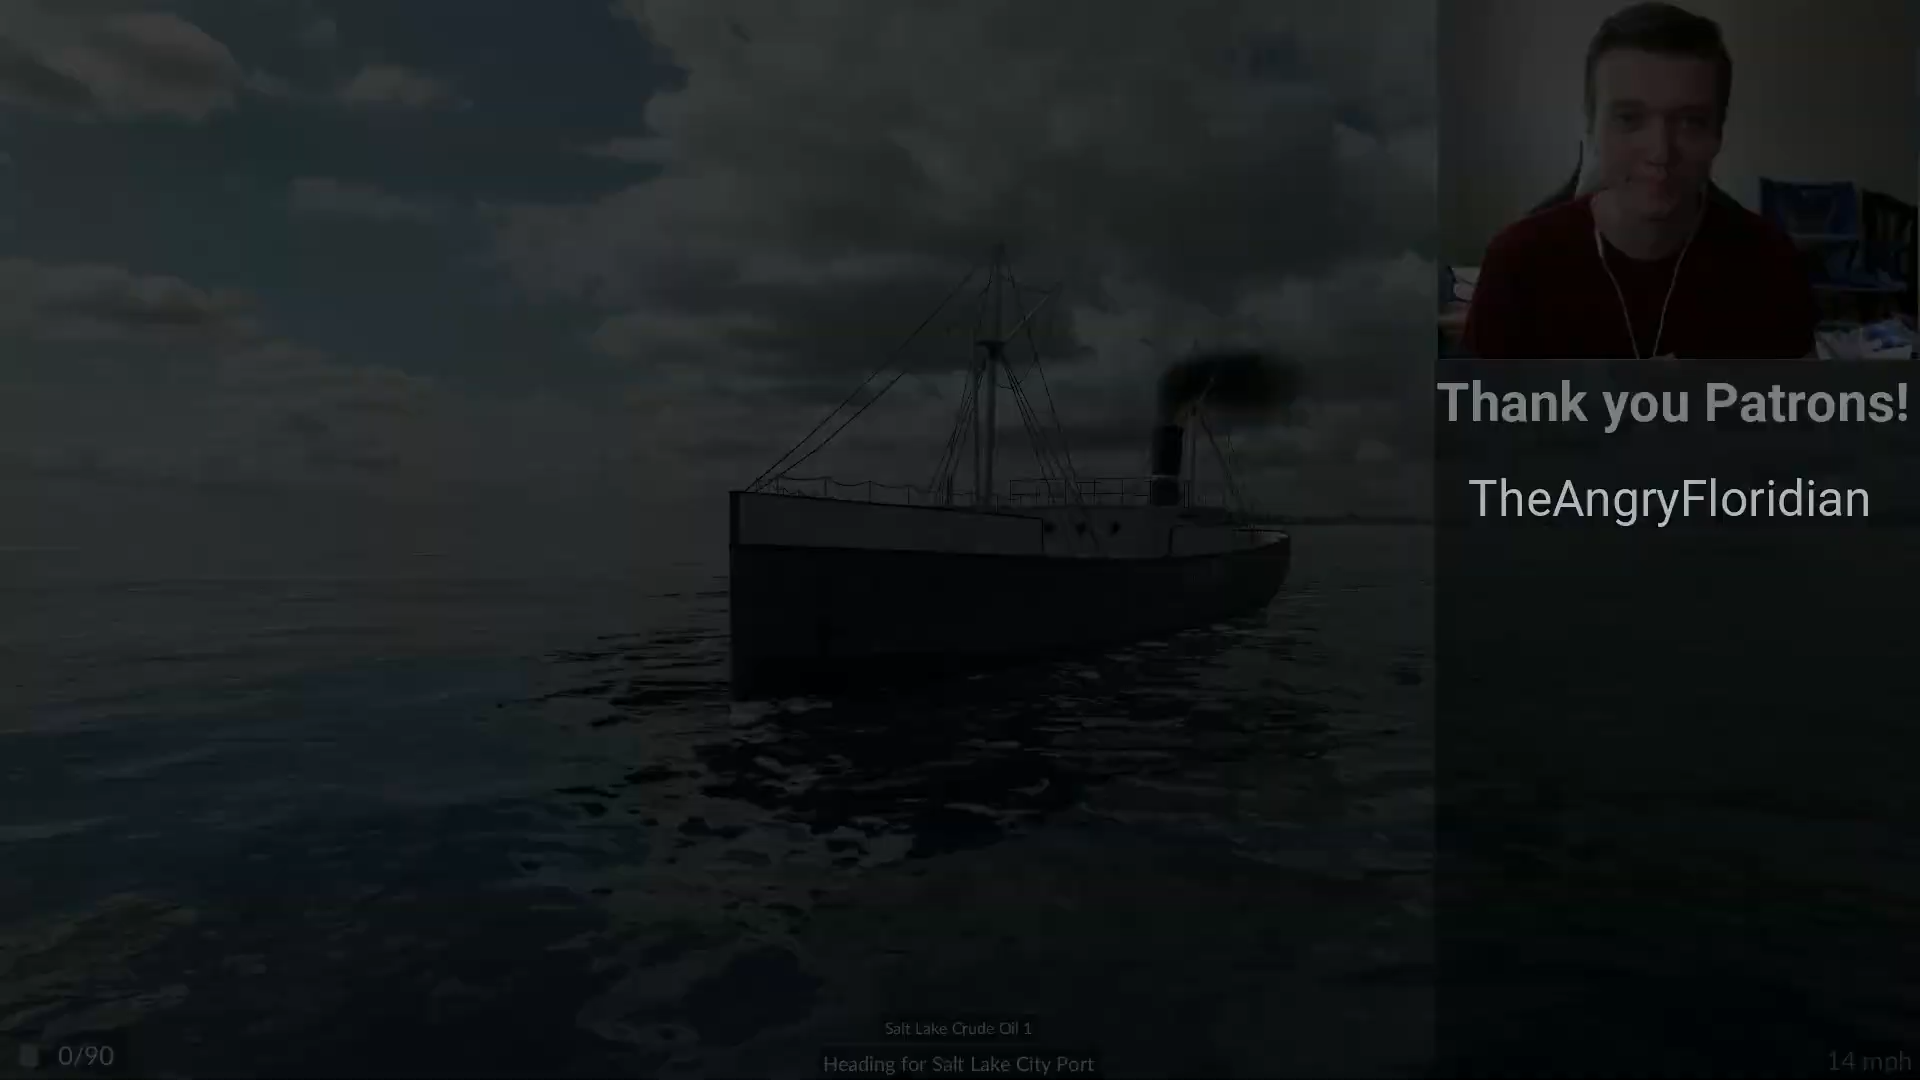 Thank you Patrons!
TheAngryFloridian
Salt Lake Crude Oil 1
0/90
Heading for Salt Lake City Port
14 mph